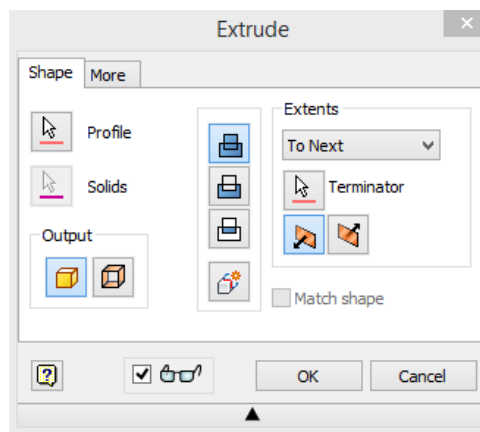 Extrude
Shape More
Extents
Profile
To Next
Solids
Terminator
Output
Match shape
OK Cancel